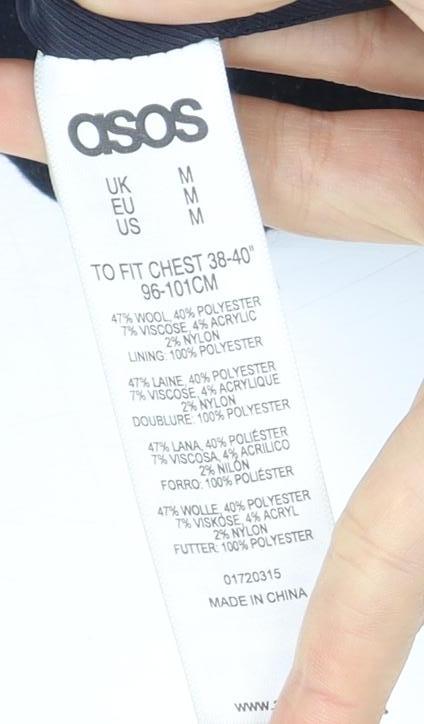 asos
UK M
EU M
US M
TO FIT CHEST 38-40"
96-101CM
47% WOOL, 40% POLYESTER
7% VISCOSE, 4% ACRYLIC
2% NYLON
LINING: 100% POLYESTER
47% LAINE, 40% POLYESTER
7% VISCOSE, 4% ACRYLIQUE
2% NYLON
DOUBLURE: 100% POLYESTER
47% LANA, 40% POLIÉSTER
7% VISCOSA, 4% ACRILICO
2% NILÓN
FORRO: 100% POLIÉSTER
47% WOLLE, 40% POLYESTER
7% VISKOSE, 4% ACRYL
2% NYLON
FUTTER: 100% POLYESTER
01720315
MADE IN CHINA
www.